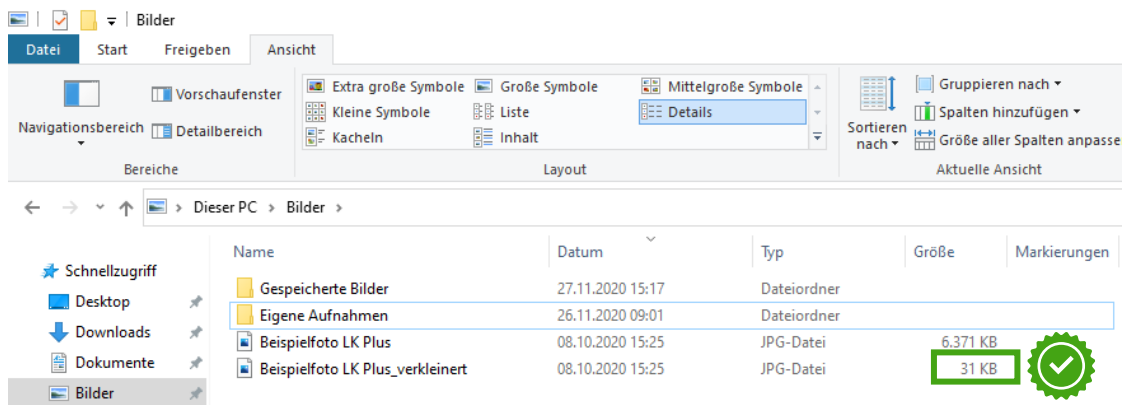 Bilder
Datei Start Freigeben Ansicht
Extra große Symbole Große Symbole Mittelgroße Symbole
Vorschaufenster Kleine Symbole Liste Details
Navigationsbereich Detailbereich Kacheln Inhalt
Sortieren nach Gruppieren nach
Spalten hinzufügen
Größe aller Spalten anpasse
Bereiche Layout Aktuelle Ansicht
Dieser PC > Bilder >
Name Datum Typ Größe Markierungen
Schnellzugriff
Desktop
Downloads
Dokumente
Bilder
Gespeicherte Bilder 27.11.2020 15:17 Dateiordner
Eigene Aufnahmen 26.11.2020 09:01 Dateiordner
Beispielfoto LK Plus 08.10.2020 15:25 JPG-Datei 6.371 KB
Beispielfoto LK Plus_verkleinert 08.10.2020 15:25 JPG-Datei 31 KB